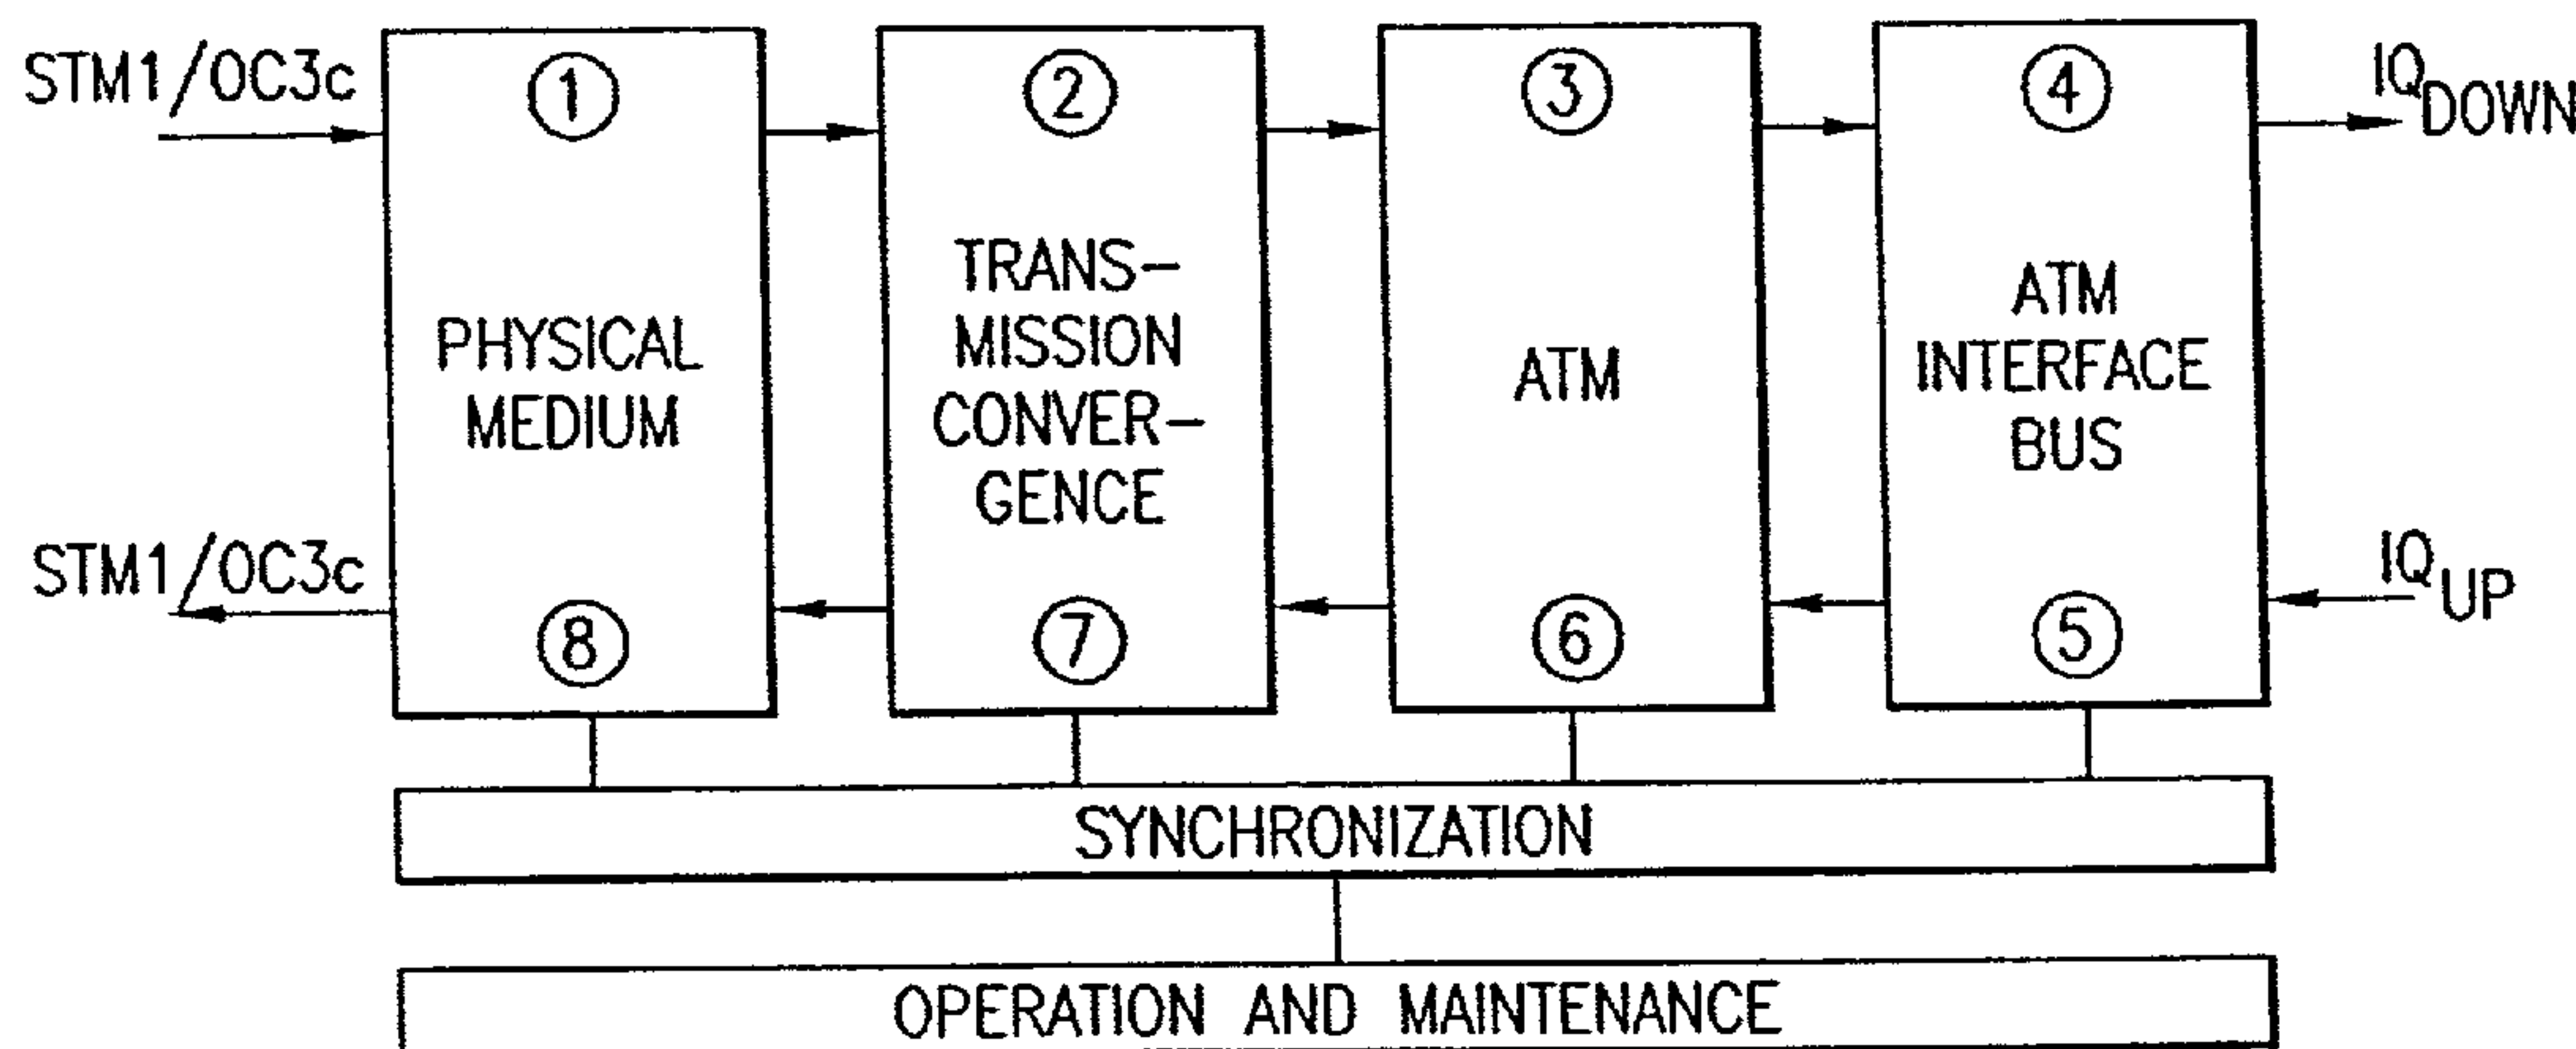 STM1/OC3c
① ② ③ ④
IQDOWN
PHYSICAL
MEDIUM
TRANS-
MISSION
CONVER-
GENCE
ATM
ATM
INTERFACE
BUS
STM1/OC3c
⑧ ⑦ ⑥ ⑤
IQUP
SYNCHRONIZATION
OPERATION AND MAINTENANCE